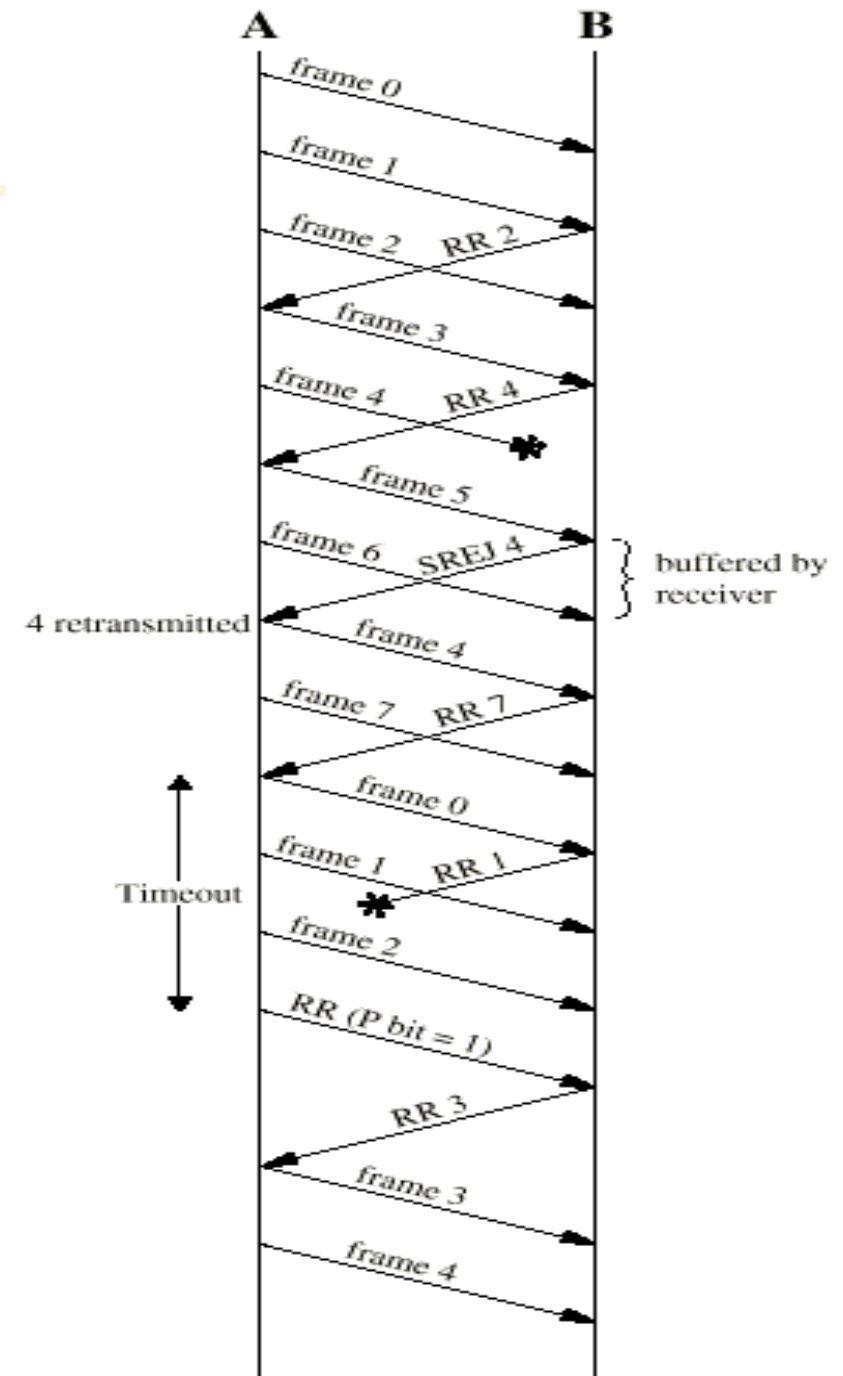 A B
frame 0
frame 1
frame 2
RR 2
frame 3
frame 4
RR 4
frame 5
frame 6
SREJ 4
buffered by
receiver
4 retransmitted
frame 4
frame 7
RR 7
frame 0
frame 1
RR 1
Timeout
frame 2
RR (P bit = 1)
RR 3
frame 3
frame 4